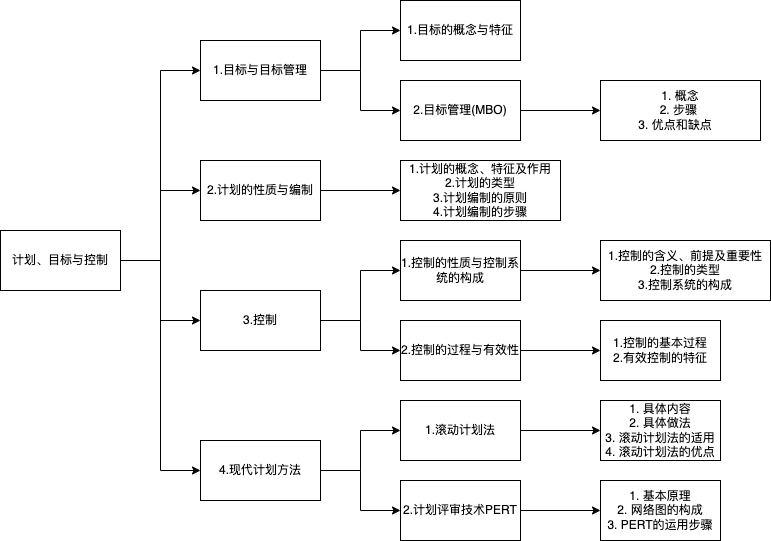 计划、目标与控制
1.目标与目标管理
1.目标的概念与特征
2.目标管理(MBO)
1. 概念
2. 步骤
3. 优点和缺点
2.计划的性质与编制
1.计划的概念、特征及作用
2.计划的类型
3.计划编制的原则
4.计划编制的步骤
3.控制
1.控制的性质与控制系
统的构成
1.控制的含义、前提及重要性
2.控制的类型
3.控制系统的构成
2.控制的过程与有效性
1.控制的基本过程
2.有效控制的特征
4.现代计划方法
1.滚动计划法
1. 具体内容
2. 具体做法
3. 滚动计划法的适用
4. 滚动计划法的优点
2.计划评审技术PERT
1. 基本原理
2. 网络图的构成
3. PERT的运用步骤